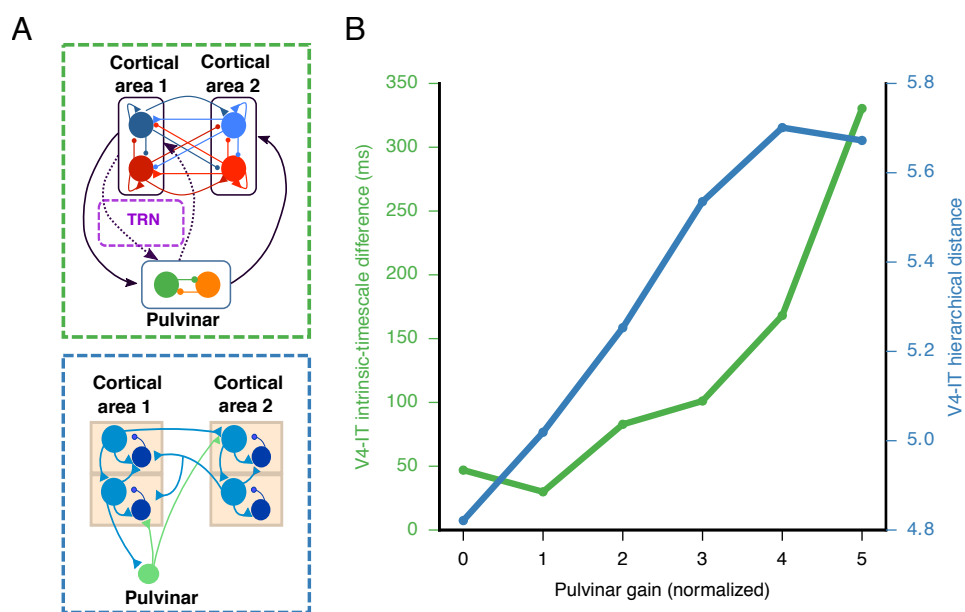 A
Cortical
area 1
Cortical
area 2
TRN
Pulvinar
Cortical
area 1
Cortical
area 2
Pulvinar
B
V4-IT intrinsic-timescale difference (ms)
350
300
250
200
150
100
50
0
5.8
5.6
5.4
5.2
5.0
4.8
V4-IT hierarchical distance
0 1 2 3 4 5
Pulvinar gain (normalized)